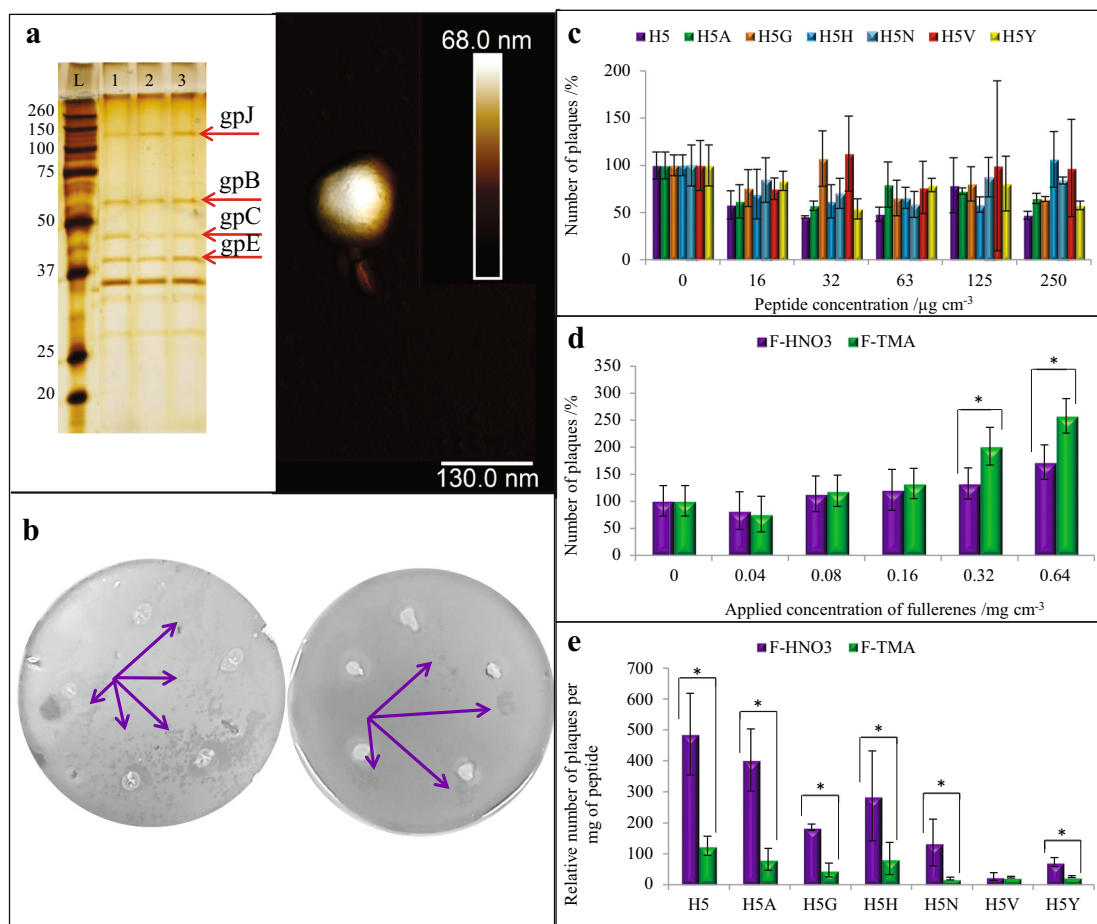 a
L 1 2 3
260
150
100
75
50
37
25
20
gpJ
gpB
gpC
gpE
68.0 nm
130.0 nm
b
c
H5 H5A H5G H5H H5N H5V H5Y
Number of plaques /%
200
150
100
50
0
0 16 32 63 125 250
Peptide concentration /µg cm-3
d
F-HNO3 F-TMA
Number of plaques /%
350
300
250
200
150
100
50
0
* *
0 0.04 0.08 0.16 0.32 0.64
Applied concentration of fullerenes /mg cm-3
e
F-HNO3 F-TMA
Relative number of plaques per
mg of peptide
700
600
500
400
300
200
100
0
* * * * * *
H5 H5A H5G H5H H5N H5V H5Y